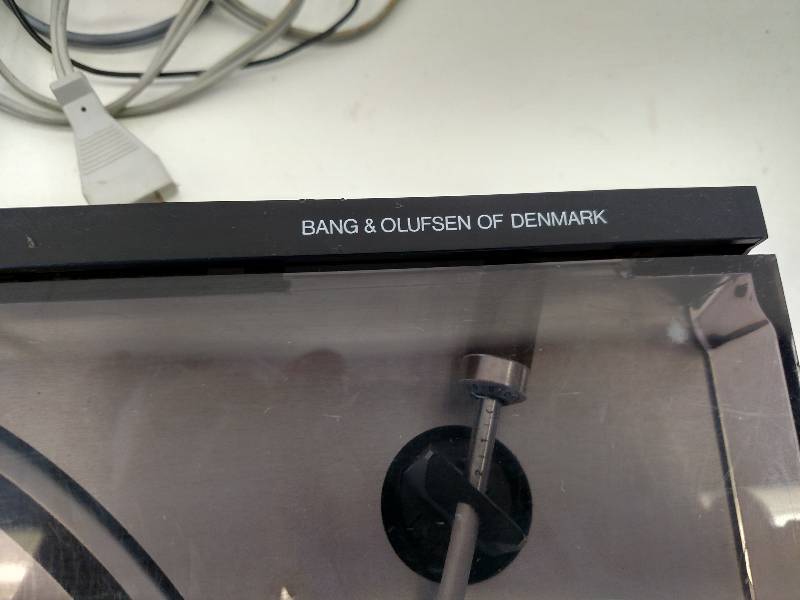 BANG & OLUFSEN OF DENMARK